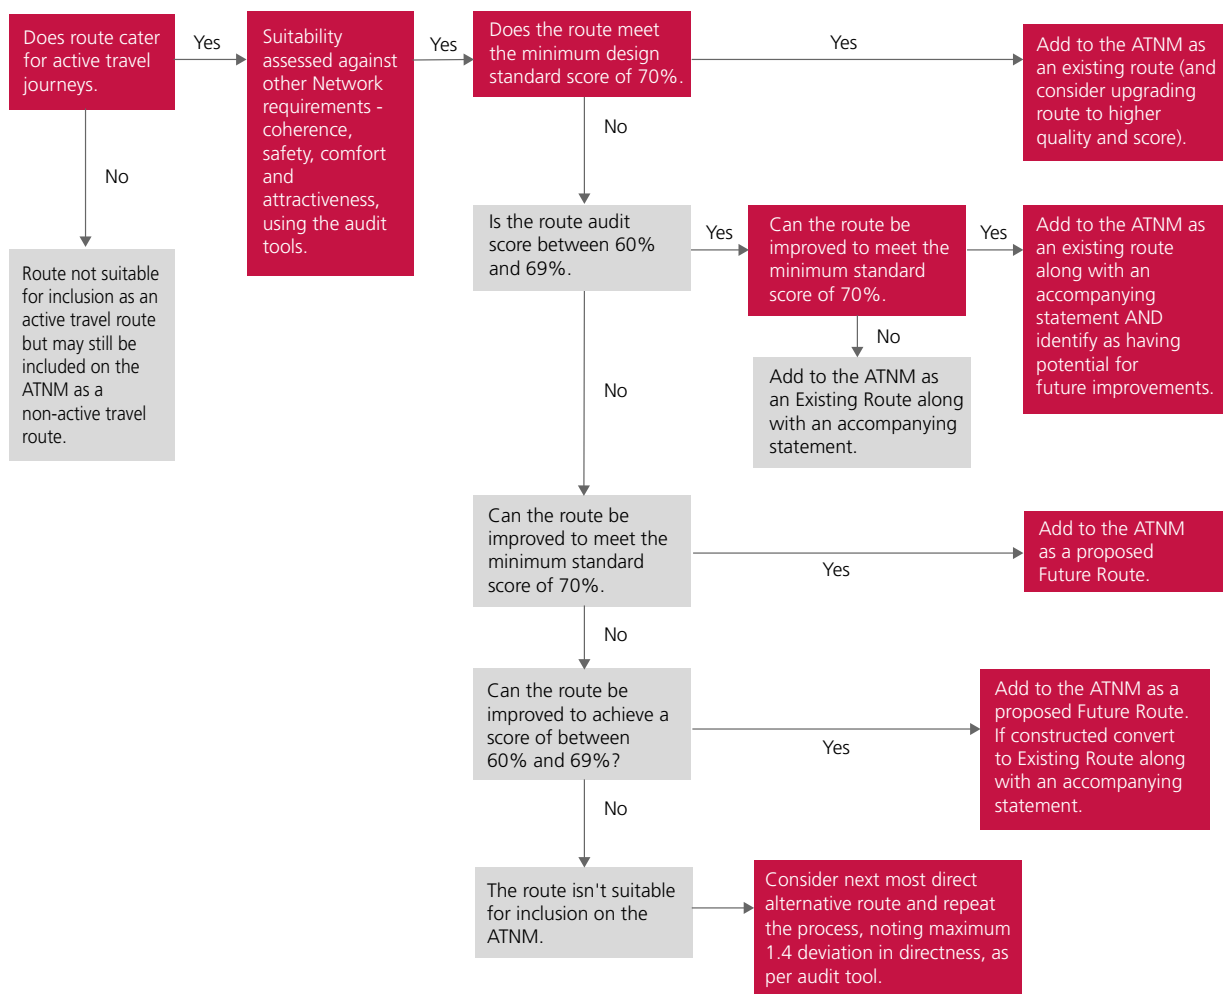 Does route cater
for active travel
journeys.
Yes
Suitability
assessed against
other Network
requirements -
coherence,
safety, comfort
and
attractiveness,
using the audit
tools.
Yes
Does the route meet
the minimum design
standard score of 70%.
Yes
Add to the ATNM as
an existing route (and
consider upgrading
route to higher
quality and score).
No
No
Route not suitable
for inclusion as an
active travel route
but may still be
included on the
ATNM as a
non-active travel
route.
Is the route audit
score between 60%
and 69%.
Yes
Can the route be
improved to meet the
minimum standard
score of 70%.
Yes
Add to the ATNM as
an existing route
along with an
accompanying
statement AND
identify as having
potential for
future improvements.
No
Add to the ATNM as
an Existing Route along
with an accompanying
statement.
No
Can the route be
improved to meet the
minimum standard
score of 70%.
Yes
Add to the ATNM
as a proposed
Future Route.
No
Can the route be
improved to achieve a
score of between
60% and 69%?
Yes
Add to the ATNM as a
proposed Future Route.
If constructed convert
to Existing Route along
with an accompanying
statement.
No
The route isn't suitable
for inclusion on the
ATNM.
Consider next most direct
alternative route and repeat
the process, noting maximum
1.4 deviation in directness, as
per audit tool.